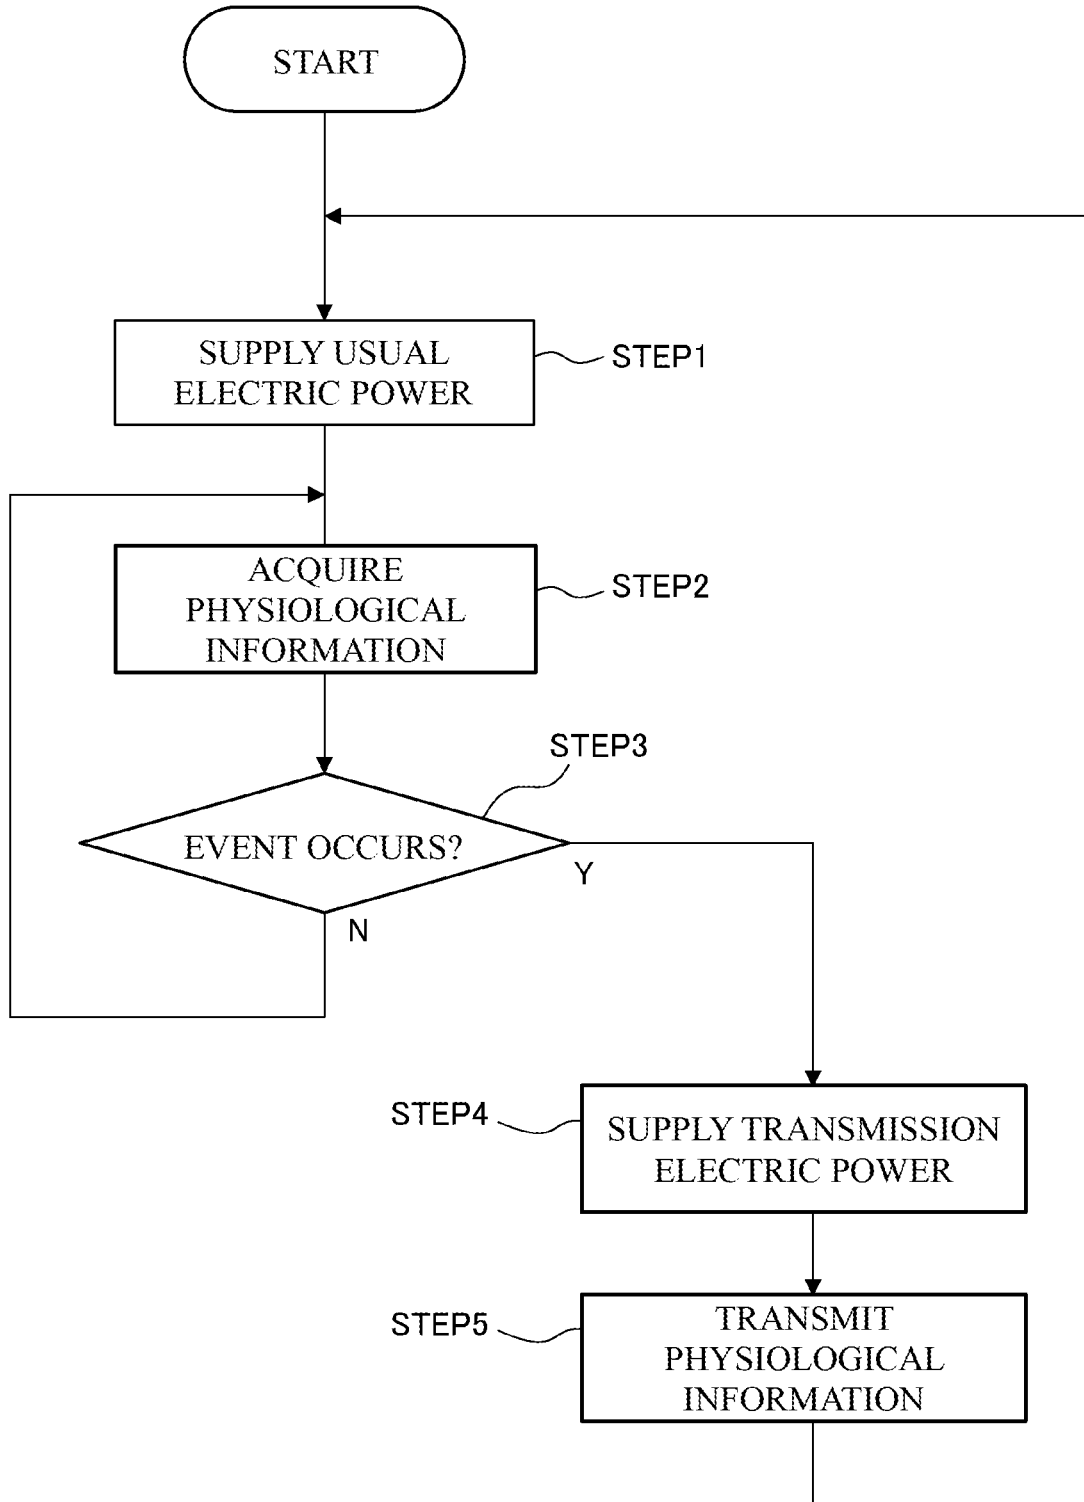 START
SUPPLY USUAL
ELECTRIC POWER
STEP1
ACQUIRE
PHYSIOLOGICAL
INFORMATION
STEP2
STEP3
EVENT OCCURS?
Y
N
STEP4
SUPPLY TRANSMISSION
ELECTRIC POWER
STEP5
TRANSMIT
PHYSIOLOGICAL
INFORMATION